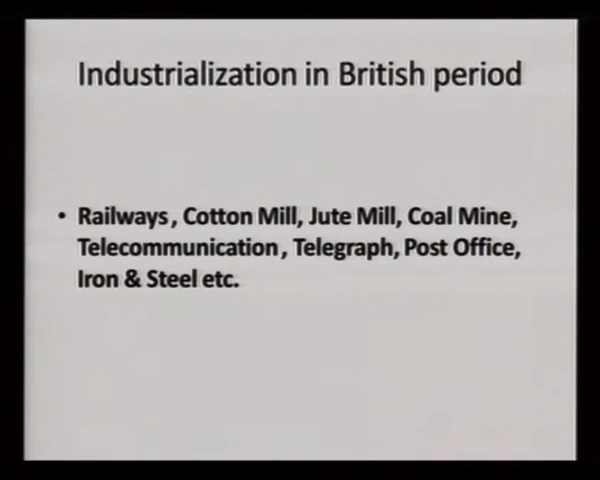 Industrialization in British period
• Railways, Cotton Mill, Jute Mill, Coal Mine,
Telecommunication, Telegraph, Post Office,
Iron & Steel etc.